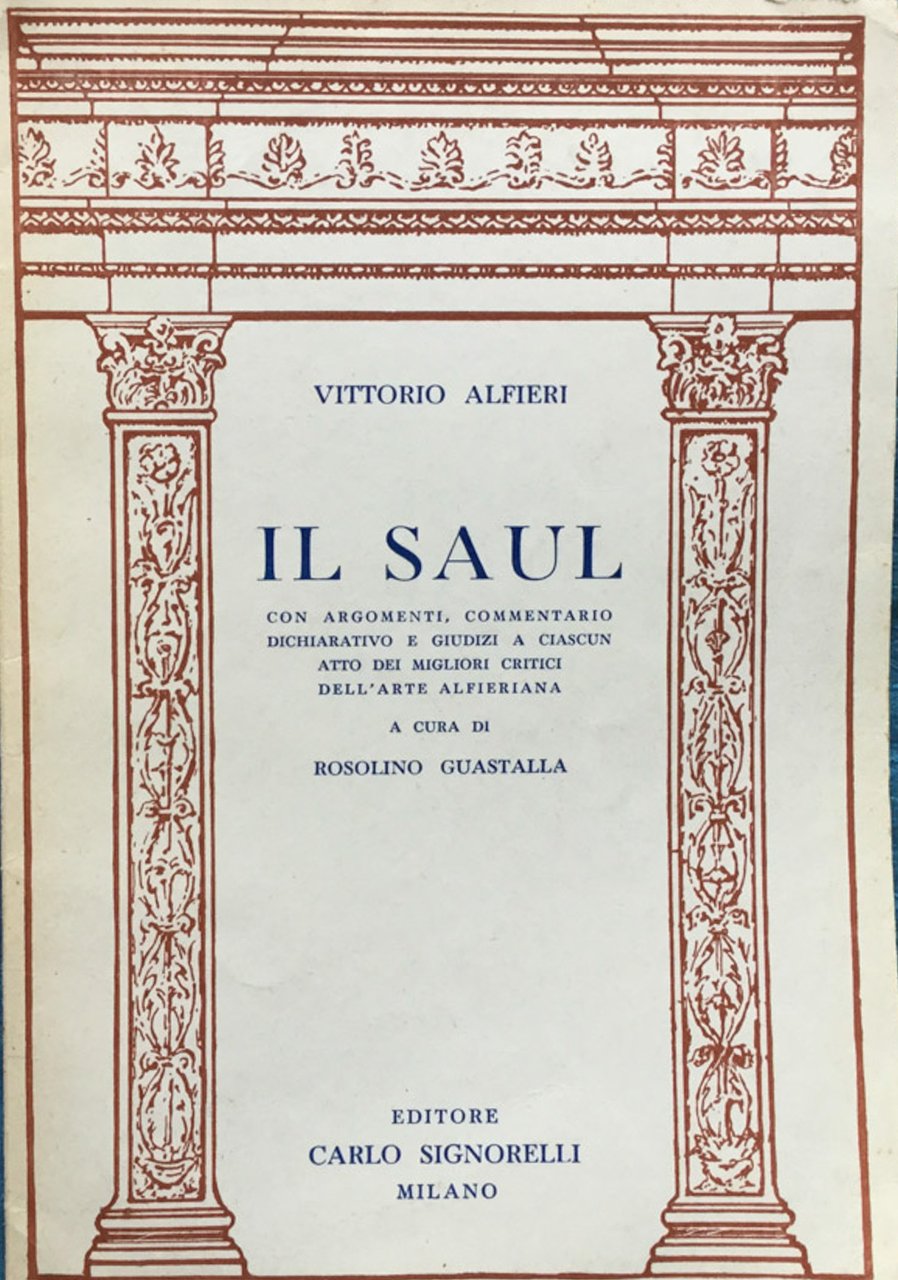 VITTORIO ALFIERI
IL SAUL
CON ARGOMENTI, COMMENTARIO
DICHIARATIVO E GIUDIZI A CIASCUN
ATTO DEI MIGLIORI CRITICI
DELL'ARTE ALFIERIANA
A CURA DI
ROSOLINO GUASTALLA
EDITORE
CARLO SIGNORELLI
MILANO